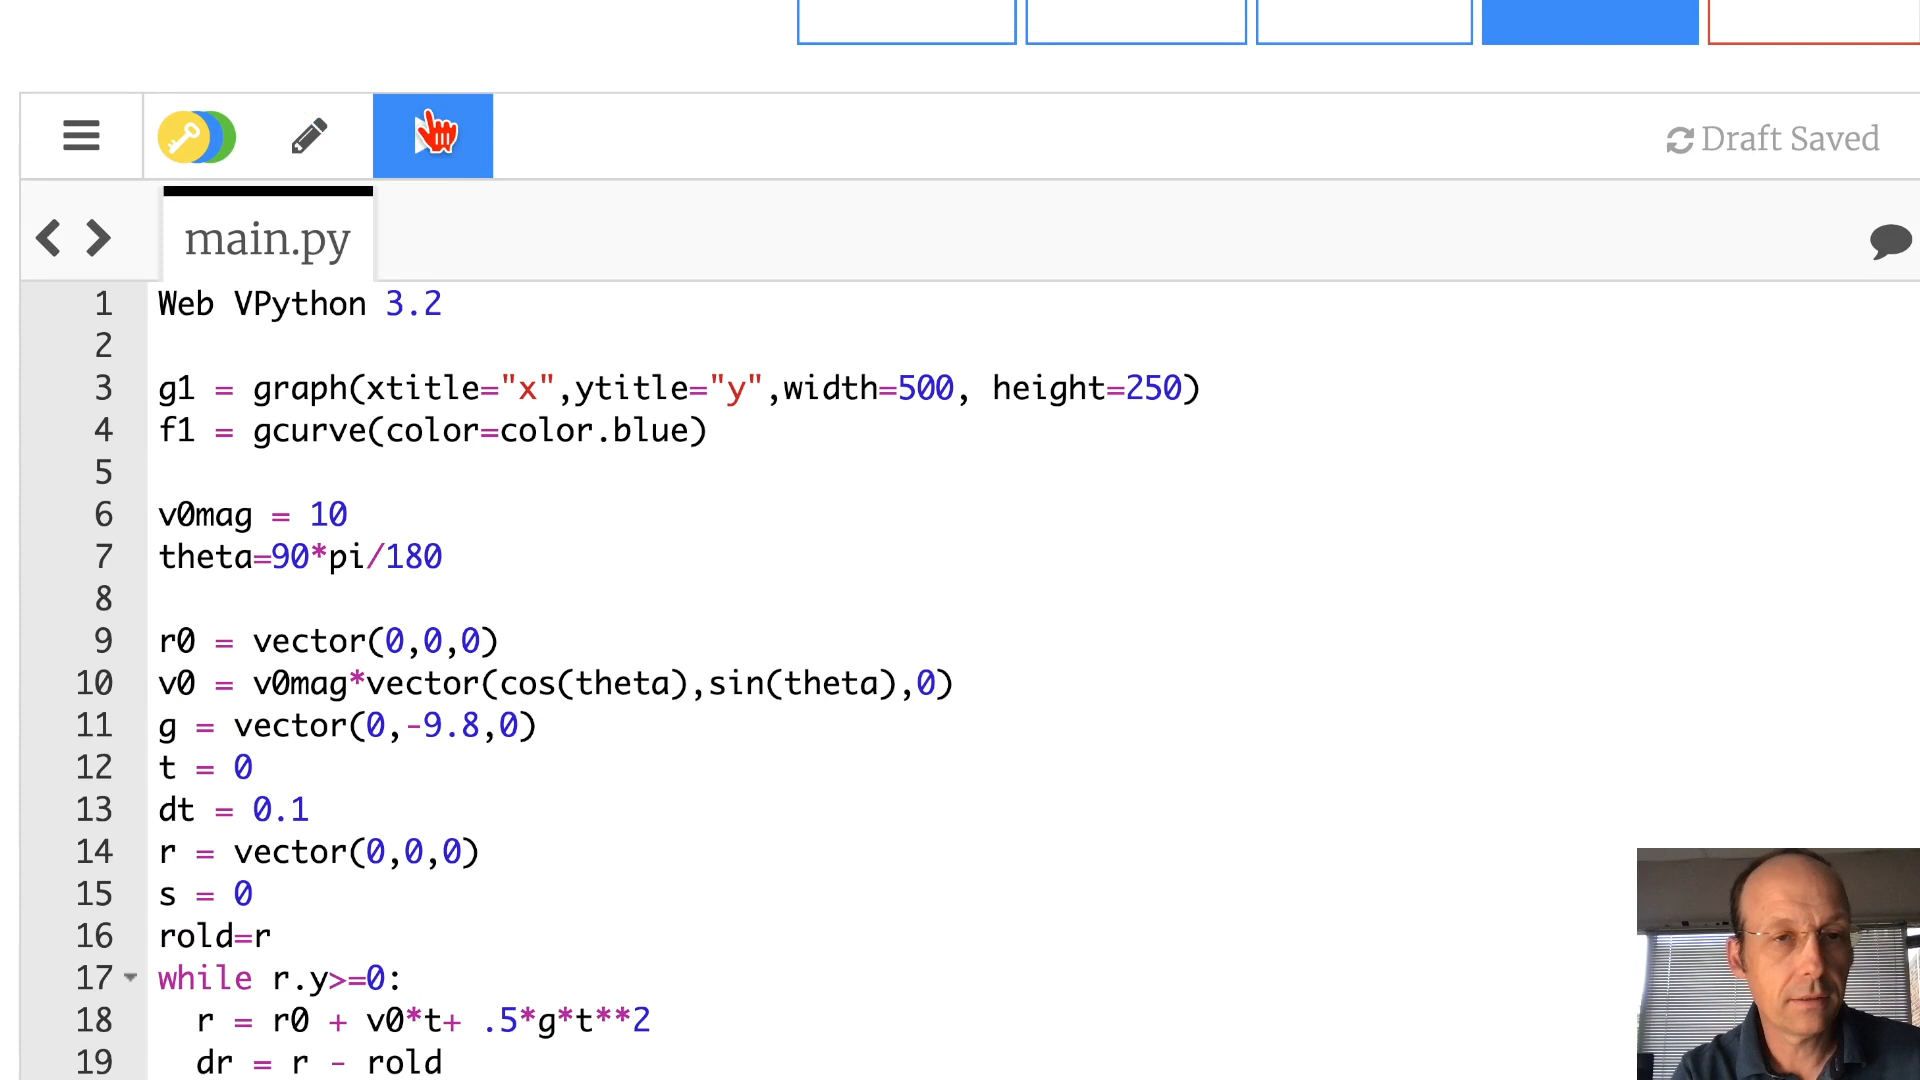 Draft Saved
main.py
1 Web VPython 3.2
2
3 g1 = graph(xtitle="x",ytitle="y",width=500, height=250)
4 f1 = gcurve(color=color.blue)
5
6 v0mag = 10
7 theta=90*pi/180
8
9 r0 = vector(0,0,0)
10 v0 = v0mag*vector(cos(theta),sin(theta),0)
11 g = vector(0,-9.8,0)
12 t = 0
13 dt = 0.1
14 r = vector(0,0,0)
15 s = 0
16 rold=r
17 while r.y>=0:
18 r = r0 + v0*t+ .5*g*t**2
19 dr = r - rold